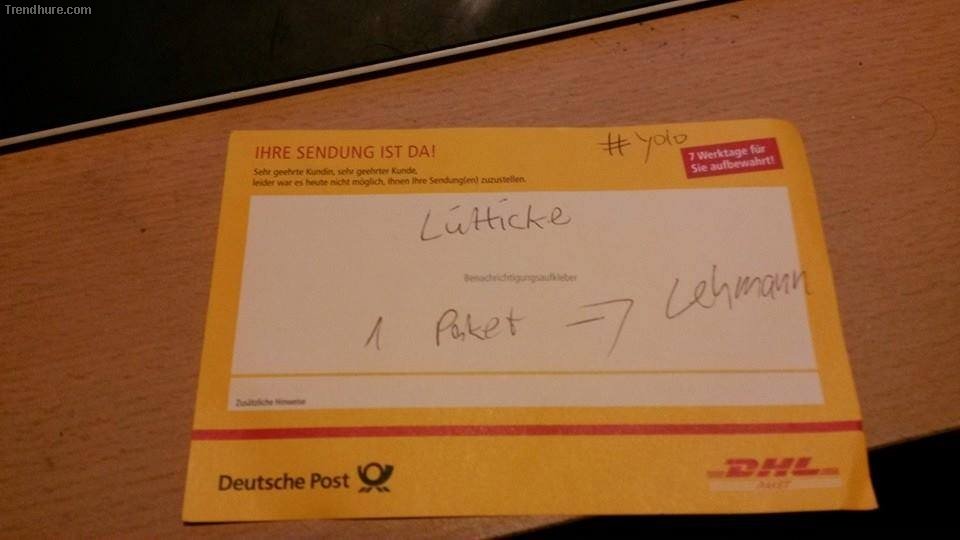 Trendhure.com
#yolo
IHRE SENDUNG IST DA!
7 Werktage für
Sie aufbewahrt!
Sehr geehrte Kundin, sehr geehrter Kunde,
leider war es heute nicht möglich, Ihnen Ihre Sendung(en) zuzustellen.
Lütticke
Benachrichtigungsaufkleber
1 Paket => Lehmann
Zusätzliche Hinweise
Deutsche Post
DHL
PAKET